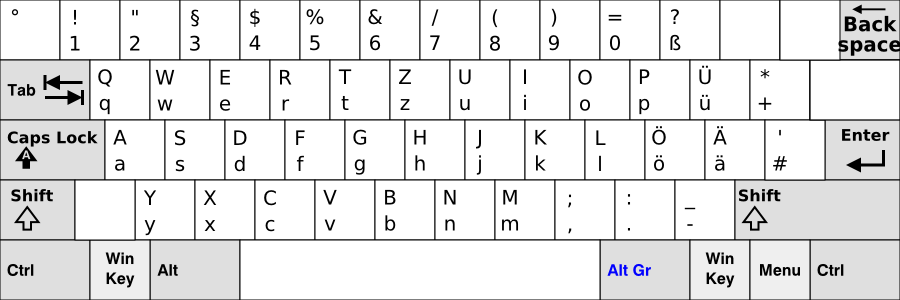 ° ! " § $ % & / ( ) = ? Back
1 2 3 4 5 6 7 8 9 0 ß space
Tab Q W E R T Z U I O P Ü *
q w e r t z u i o p ü +
Caps Lock A S D F G H J K L Ö Ä ' Enter
A a s d f g h j k l ö ä #
Shift Y X C V B N M ; : _ Shift
y x c v b n m , . -
Ctrl Win Key Alt Alt Gr Win Key Menu Ctrl